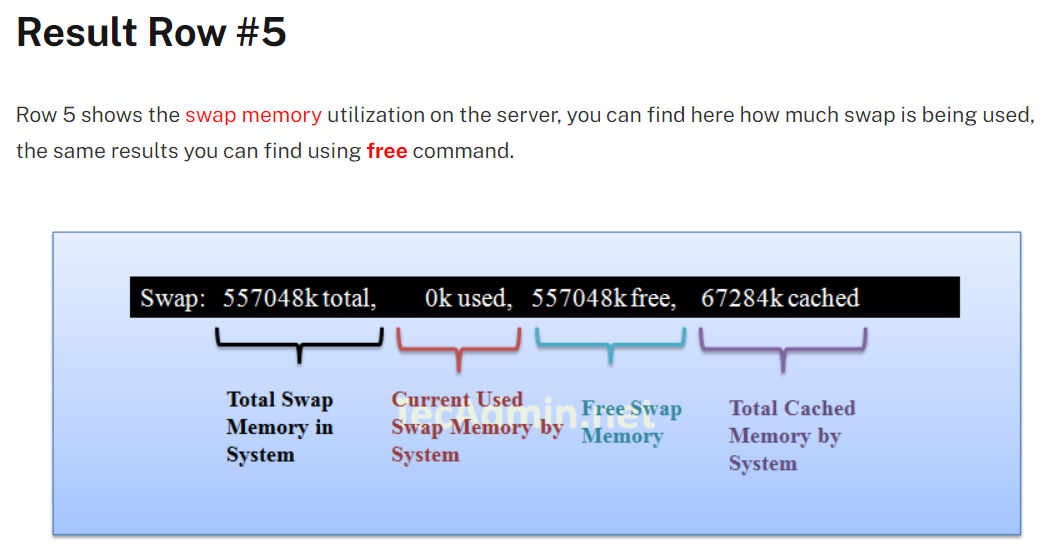 Result Row #5
Row 5 shows the swap memory utilization on the server, you can find here how much swap is being used,
the same results you can find using free command.
Swap: 557048k total, 0k used, 557048k free, 67284k cached
Total Swap
Memory in
System
Current Used
Swap Memory by
System
Free Swap
Memory
Total Cached
Memory by
System
TecAdmin.net